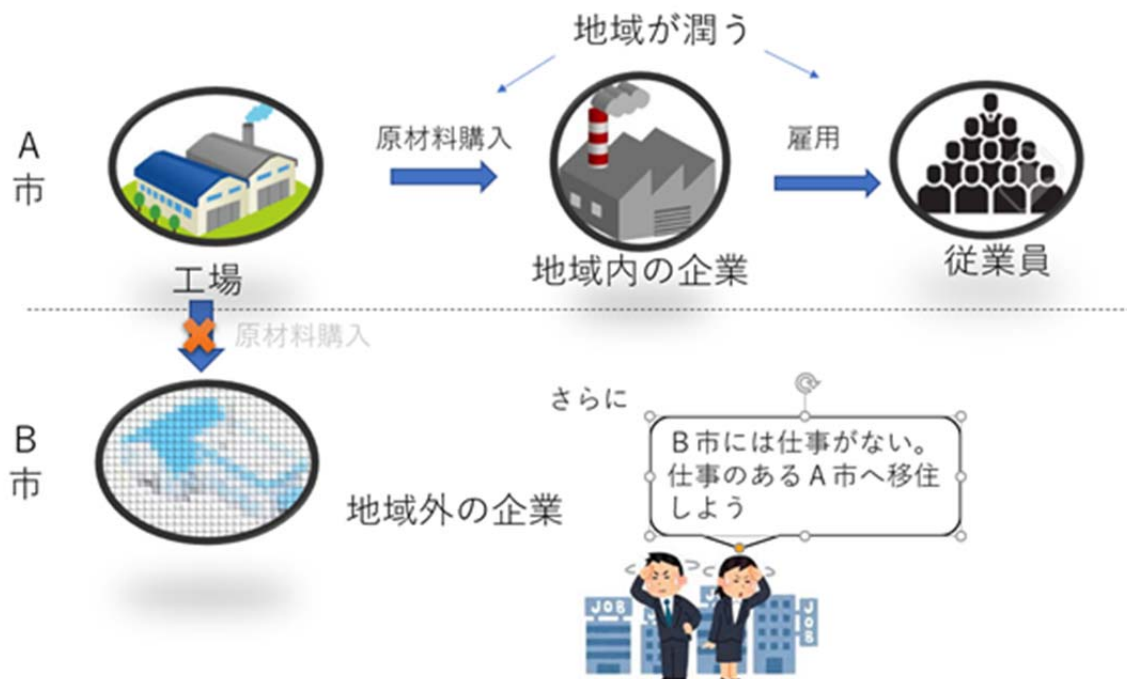 地域が潤う
A
市
原材料購入
雇用
工場
地域内の企業
従業員
原材料購入
B
市
さらに
B市には仕事がない。
仕事のあるA市へ移住
しよう
地域外の企業
JOB
JOB